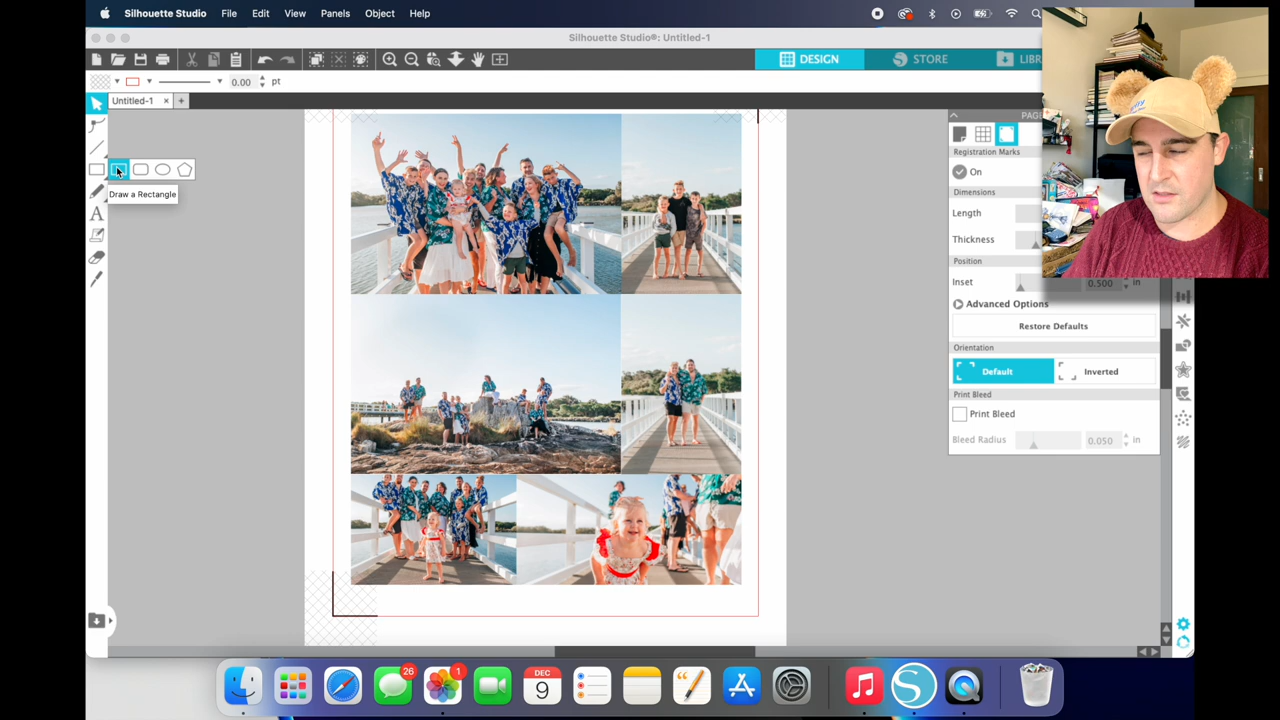 Silhouette Studio File Edit View Panels Object Help
Silhouette Studio®: Untitled-1
DESIGN STORE
0.00 pt
Untitled-1 × +
Draw a Rectangle
Registration Marks
On
Dimensions
Length
Thickness
Position
Inset 0.500 in
Advanced Options
Restore Defaults
Orientation
Default Inverted
Print Bleed
Print Bleed
Bleed Radius 0.050 in
26 1 DEC 9